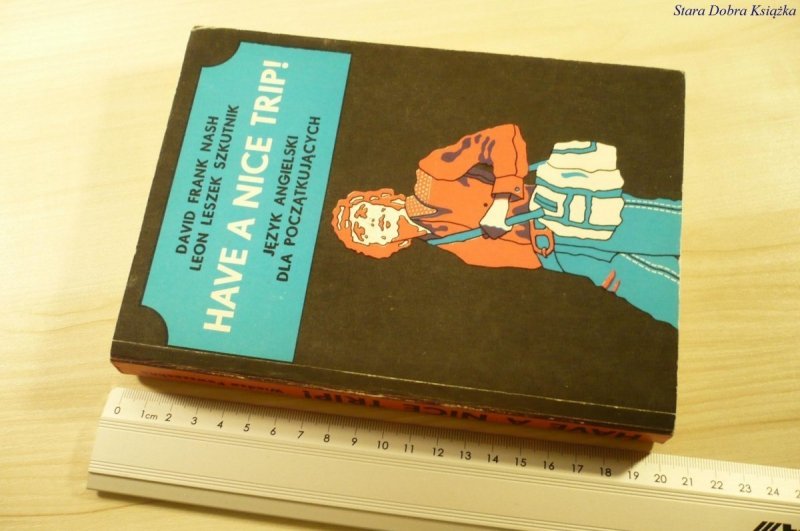 Stara Dobra Książka
DAVID FRANK NASH
LEON LESZEK SZKUTNIK
HAVE A NICE TRIP!
JĘZYK ANGIELSKI
DLA POCZĄTKUJĄCYCH
HAVE A NICE TRIP!
0 1cm 2 3 4 5 6 7 8 9 10 11 12 13 14 15 16 17 18 19 20 21 22 23 24